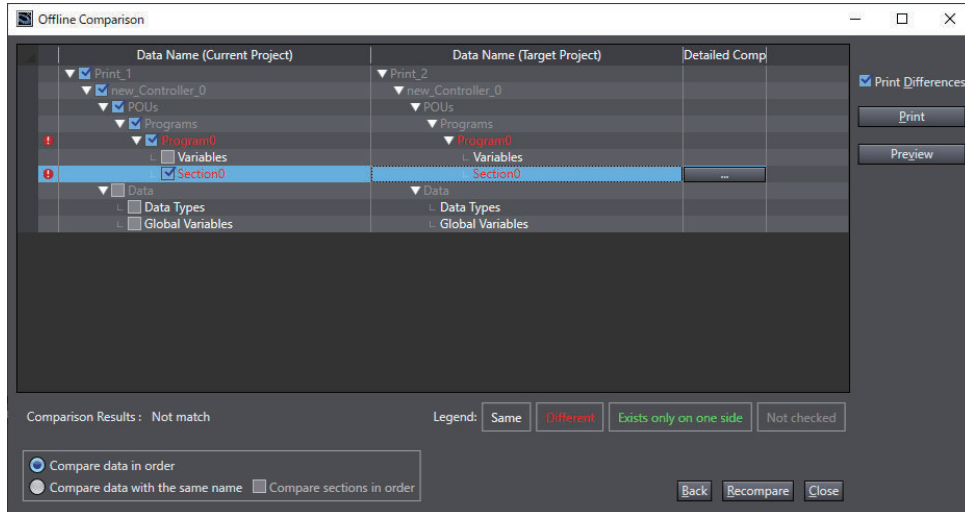 Offline Comparison
Data Name (Current Project) Data Name (Target Project) Detailed Comp
Print_1 Print_2
new_Controller_0 new_Controller_0
POUs POUs
Programs Programs
Program0 Program0
Variables Variables
Section0 Section0 ...
Data Data
Data Types Data Types
Global Variables Global Variables
Print Differences
Print
Preview
Comparison Results : Not match Legend: Same Different Exists only on one side Not checked
Compare data in order
Compare data with the same name Compare sections in order
Back Recompare Close